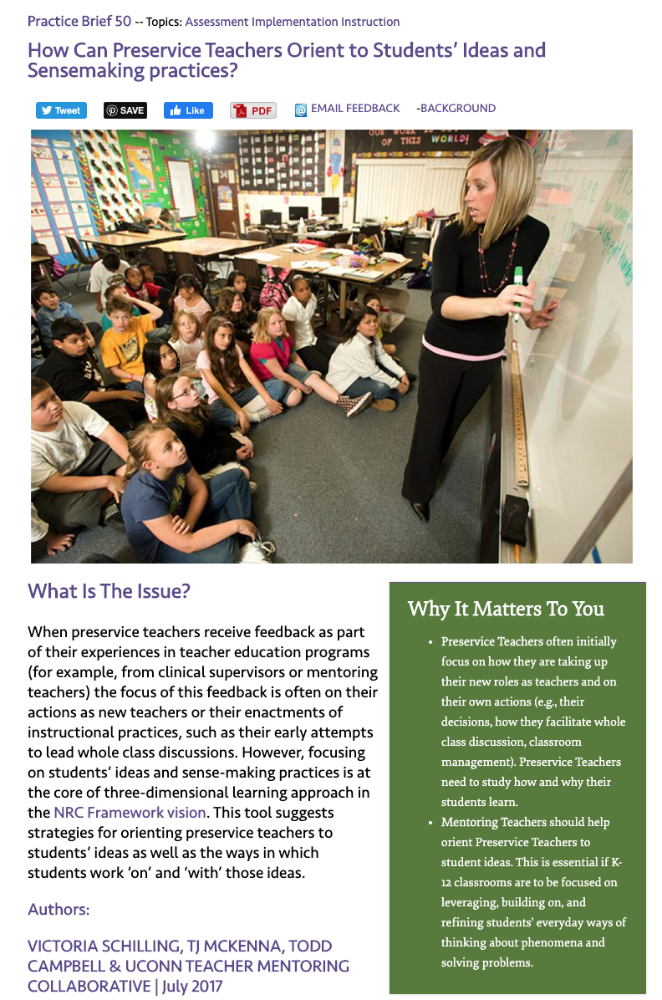 Practice Brief 50 -- Topics: Assessment Implementation Instruction
How Can Preservice Teachers Orient to Students’ Ideas and
Sensemaking practices?
Tweet SAVE Like PDF @ EMAIL FEEDBACK -BACKGROUND
OUR WORK IS OUT
OF THIS WORLD!
What Is The Issue?
When preservice teachers receive feedback as part
of their experiences in teacher education programs
(for example, from clinical supervisors or mentoring
teachers) the focus of this feedback is often on their
actions as new teachers or their enactments of
instructional practices, such as their early attempts
to lead whole class discussions. However, focusing
on students’ ideas and sense-making practices is at
the core of three-dimensional learning approach in
the NRC Framework vision. This tool suggests
strategies for orienting preservice teachers to
students’ ideas as well as the ways in which
students work ‘on’ and ‘with’ those ideas.
Authors:
VICTORIA SCHILLING, TJ MCKENNA, TODD
CAMPBELL & UCONN TEACHER MENTORING
COLLABORATIVE | July 2017
Why It Matters To You
• Preservice Teachers often initially
focus on how they are taking up
their new roles as teachers and on
their own actions (e.g., their
decisions, how they facilitate whole
class discussion, classroom
management). Preservice Teachers
need to study how and why their
students learn.
• Mentoring Teachers should help
orient Preservice Teachers to
student ideas. This is essential if K-
12 classrooms are to be focused on
leveraging, building on, and
refining students’ everyday ways of
thinking about phenomena and
solving problems.